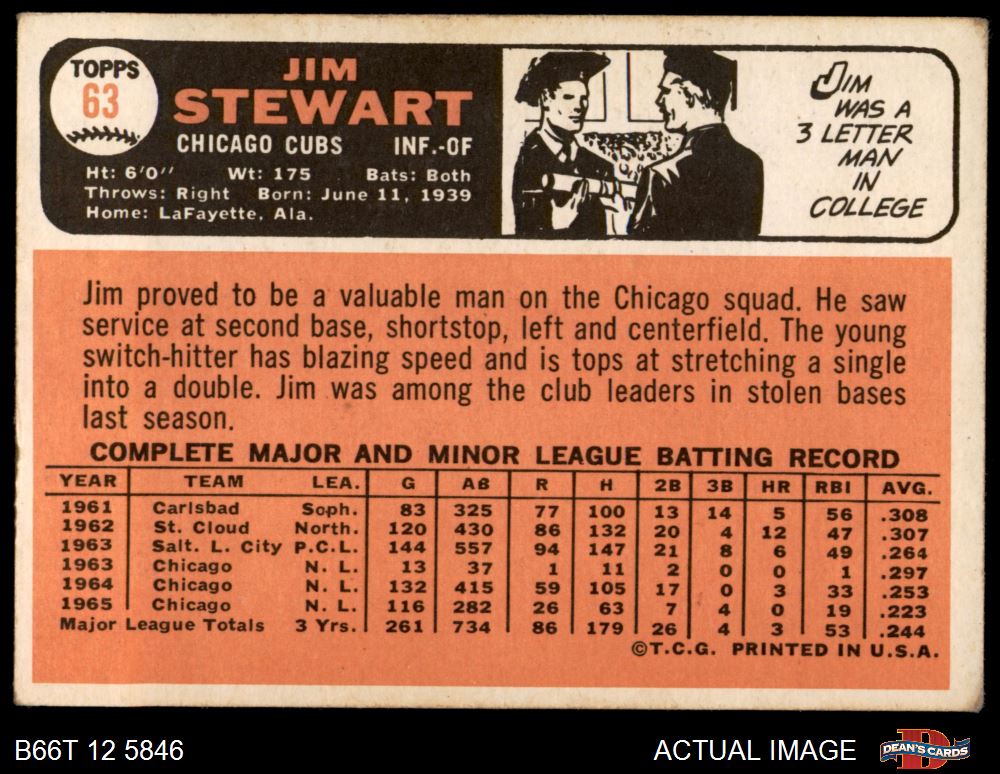 TOPPS
63
JIM
STEWART
CHICAGO CUBS INF.-OF
Ht: 6'0" Wt: 175 Bats: Both
Throws: Right Born: June 11, 1939
Home: LaFayette, Ala.
JIM
WAS A
3 LETTER
MAN
IN
COLLEGE
Jim proved to be a valuable man on the Chicago squad. He saw
service at second base, shortstop, left and centerfield. The young
switch-hitter has blazing speed and is tops at stretching a single
into a double. Jim was among the club leaders in stolen bases
last season.
COMPLETE MAJOR AND MINOR LEAGUE BATTING RECORD
YEAR TEAM LEA. G AB R H 2B 3B HR RBI AVG.
1961 Carlsbad Soph. 83 325 77 100 13 14 5 56 .308
1962 St. Cloud North. 120 430 86 132 20 4 12 47 .307
1963 Salt. L. City P.C.L. 144 557 94 147 21 8 6 49 .264
1963 Chicago N. L. 13 37 1 11 2 0 0 1 .297
1964 Chicago N. L. 132 415 59 105 17 0 3 33 .253
1965 Chicago N. L. 116 282 26 63 7 4 0 19 .223
Major League Totals 3 Yrs. 261 734 86 179 26 4 3 53 .244
©T.C.G. PRINTED IN U.S.A.
B66T 12 5846 ACTUAL IMAGE DEAN'S CARDS